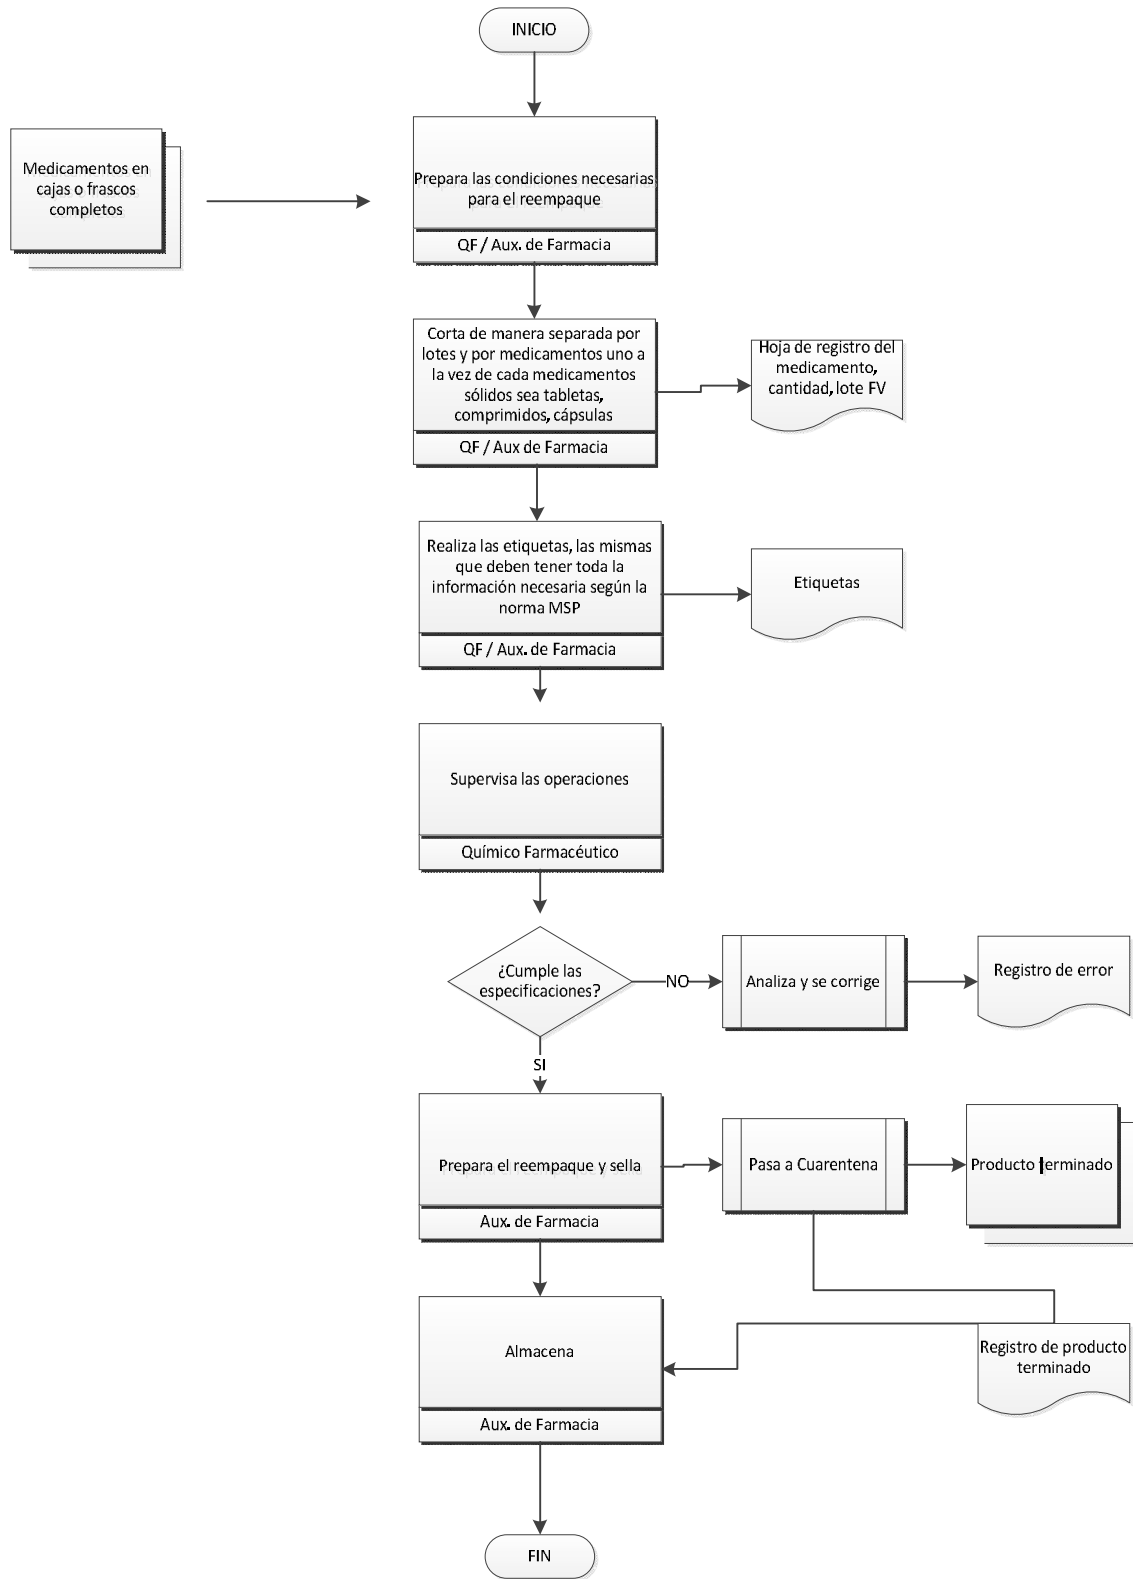 INICIO
Medicamentos en
cajas o frascos
completos
Prepara las condiciones necesarias
para el reempaque
QF / Aux. de Farmacia
Corta de manera separada por
lotes y por medicamentos uno a
la vez de cada medicamentos
sólidos sea tabletas,
comprimidos, cápsulas
QF / Aux de Farmacia
Hoja de registro del
medicamento,
cantidad, lote FV
Realiza las etiquetas, las mismas
que deben tener toda la
información necesaria según la
norma MSP
QF / Aux. de Farmacia
Etiquetas
Supervisa las operaciones
Químico Farmacéutico
¿Cumple las
especificaciones?
NO
Analiza y se corrige
Registro de error
SI
Prepara el reempaque y sella
Aux. de Farmacia
Pasa a Cuarentena
Producto terminado
Almacena
Aux. de Farmacia
Registro de producto
terminado
FIN